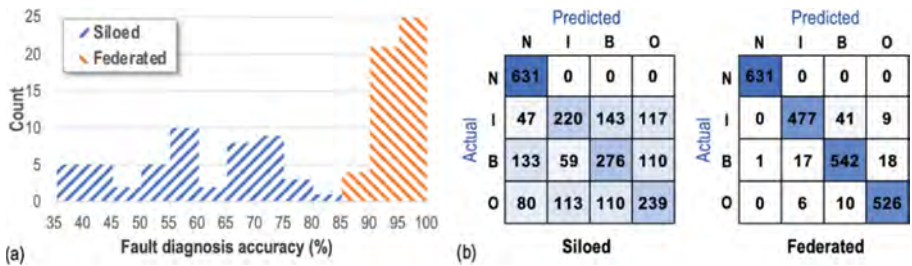 25
20
15
10
5
0
Count
Siloed
Federated
35 40 45 50 55 60 65 70 75 80 85 90 95 100
Fault diagnosis accuracy (%)
(a)
Predicted
N I B O
Actual
N 631 0 0 0
I 47 220 143 117
B 133 59 276 110
O 80 113 110 239
(b) Siloed
Predicted
N I B O
Actual
N 631 0 0 0
I 0 477 41 9
B 1 17 542 18
O 0 6 10 526
Federated